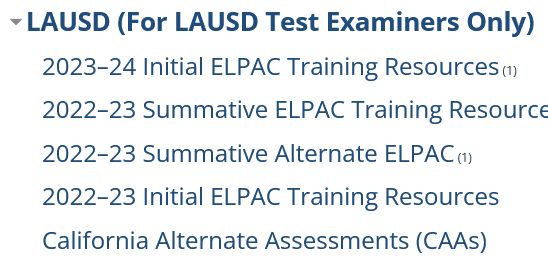 LAUSD (For LAUSD Test Examiners Only)
2023–24 Initial ELPAC Training Resources (1)
2022–23 Summative ELPAC Training Resource
2022–23 Summative Alternate ELPAC (1)
2022–23 Initial ELPAC Training Resources
California Alternate Assessments (CAAs)